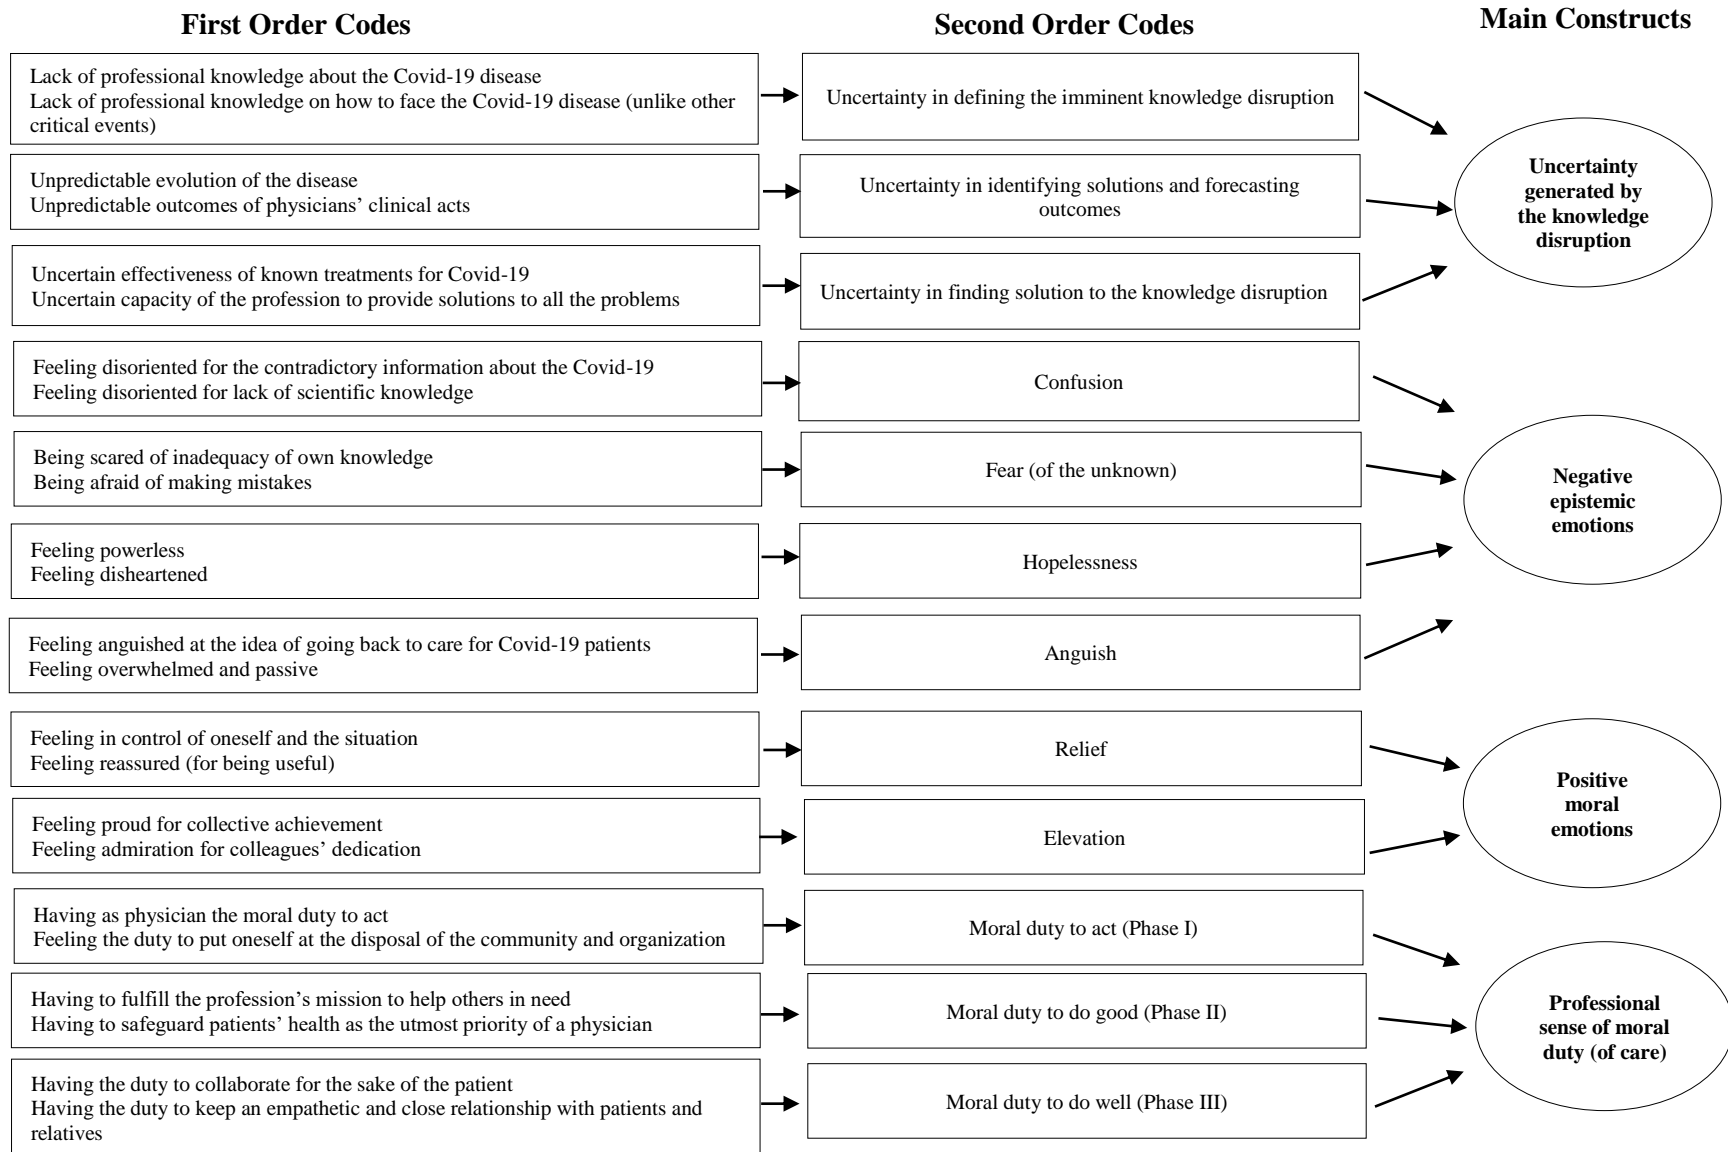 First Order Codes
Second Order Codes
Main Constructs
Lack of professional knowledge about the Covid-19 disease
Lack of professional knowledge on how to face the Covid-19 disease (unlike other
critical events)
Uncertainty in defining the imminent knowledge disruption
Unpredictable evolution of the disease
Unpredictable outcomes of physicians’ clinical acts
Uncertainty in identifying solutions and forecasting
outcomes
Uncertain effectiveness of known treatments for Covid-19
Uncertain capacity of the profession to provide solutions to all the problems
Uncertainty in finding solution to the knowledge disruption
Uncertainty
generated by
the knowledge
disruption
Feeling disoriented for the contradictory information about the Covid-19
Feeling disoriented for lack of scientific knowledge
Confusion
Being scared of inadequacy of own knowledge
Being afraid of making mistakes
Fear (of the unknown)
Feeling powerless
Feeling disheartened
Hopelessness
Feeling anguished at the idea of going back to care for Covid-19 patients
Feeling overwhelmed and passive
Anguish
Negative
epistemic
emotions
Feeling in control of oneself and the situation
Feeling reassured (for being useful)
Relief
Feeling proud for collective achievement
Feeling admiration for colleagues’ dedication
Elevation
Positive
moral
emotions
Having as physician the moral duty to act
Feeling the duty to put oneself at the disposal of the community and organization
Moral duty to act (Phase I)
Having to fulfill the profession’s mission to help others in need
Having to safeguard patients’ health as the utmost priority of a physician
Moral duty to do good (Phase II)
Having the duty to collaborate for the sake of the patient
Having the duty to keep an empathetic and close relationship with patients and
relatives
Moral duty to do well (Phase III)
Professional
sense of moral
duty (of care)